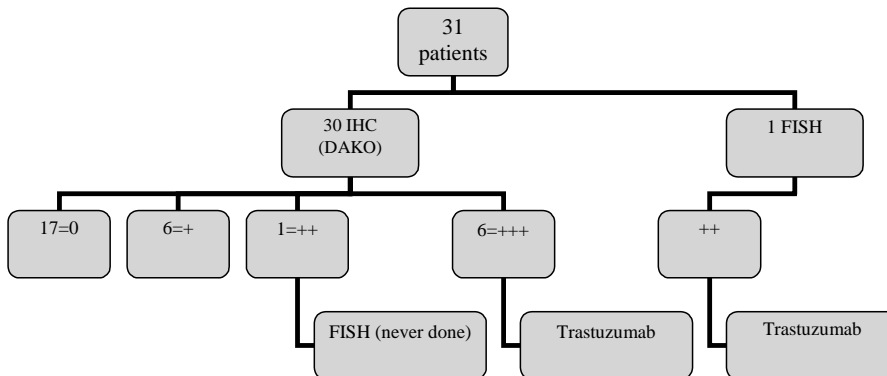 31
patients
30 IHC
(DAKO)
1 FISH
17=0
6=+
1=++
6=+++
++
FISH (never done)
Trastuzumab
Trastuzumab